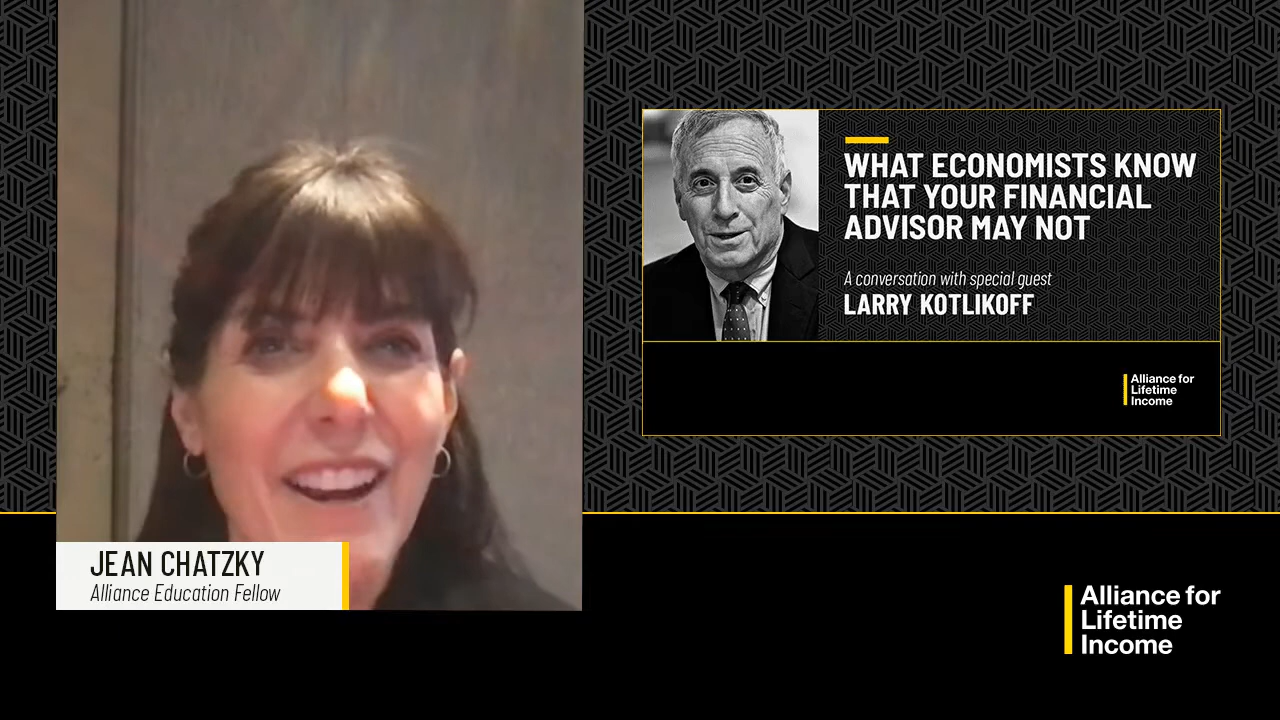 JEAN CHATZKY
Alliance Education Fellow
WHAT ECONOMISTS KNOW
THAT YOUR FINANCIAL
ADVISOR MAY NOT
A conversation with special guest
LARRY KOTLIKOFF
Alliance for
Lifetime
Income
Alliance for
Lifetime
Income